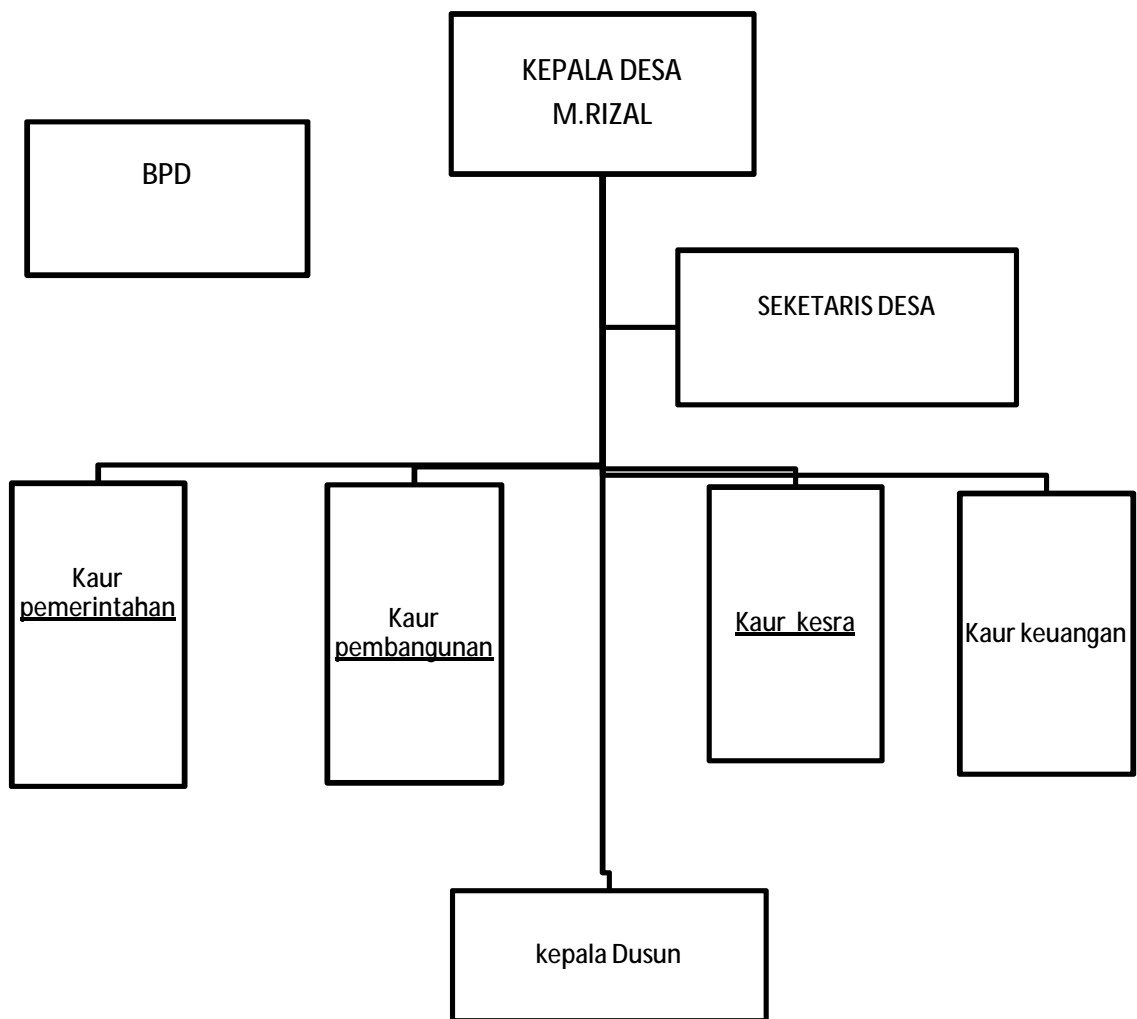 KEPALA DESA
M.RIZAL
BPD
SEKETARIS DESA
Kaur
pemerintahan
Kaur
pembangunan
Kaur kesra
Kaur keuangan
kepala Dusun